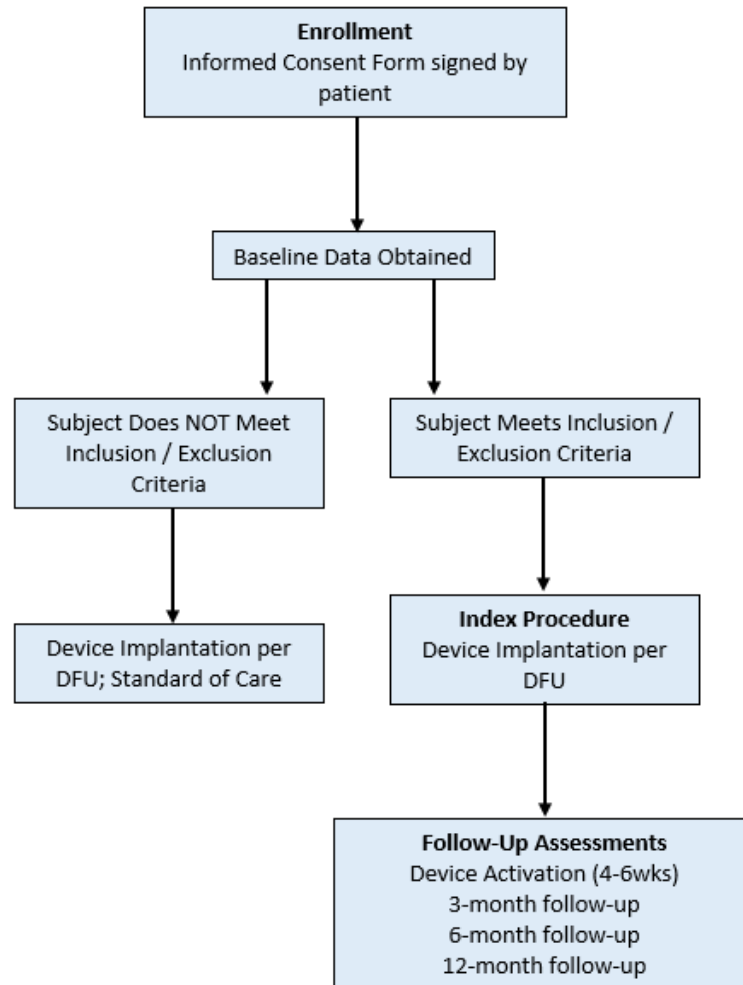 Enrollment
Informed Consent Form signed by
patient
Baseline Data Obtained
Subject Does NOT Meet
Inclusion / Exclusion
Criteria
Subject Meets Inclusion /
Exclusion Criteria
Device Implantation per
DFU; Standard of Care
Index Procedure
Device Implantation per
DFU
Follow-Up Assessments
Device Activation (4-6wks)
3-month follow-up
6-month follow-up
12-month follow-up